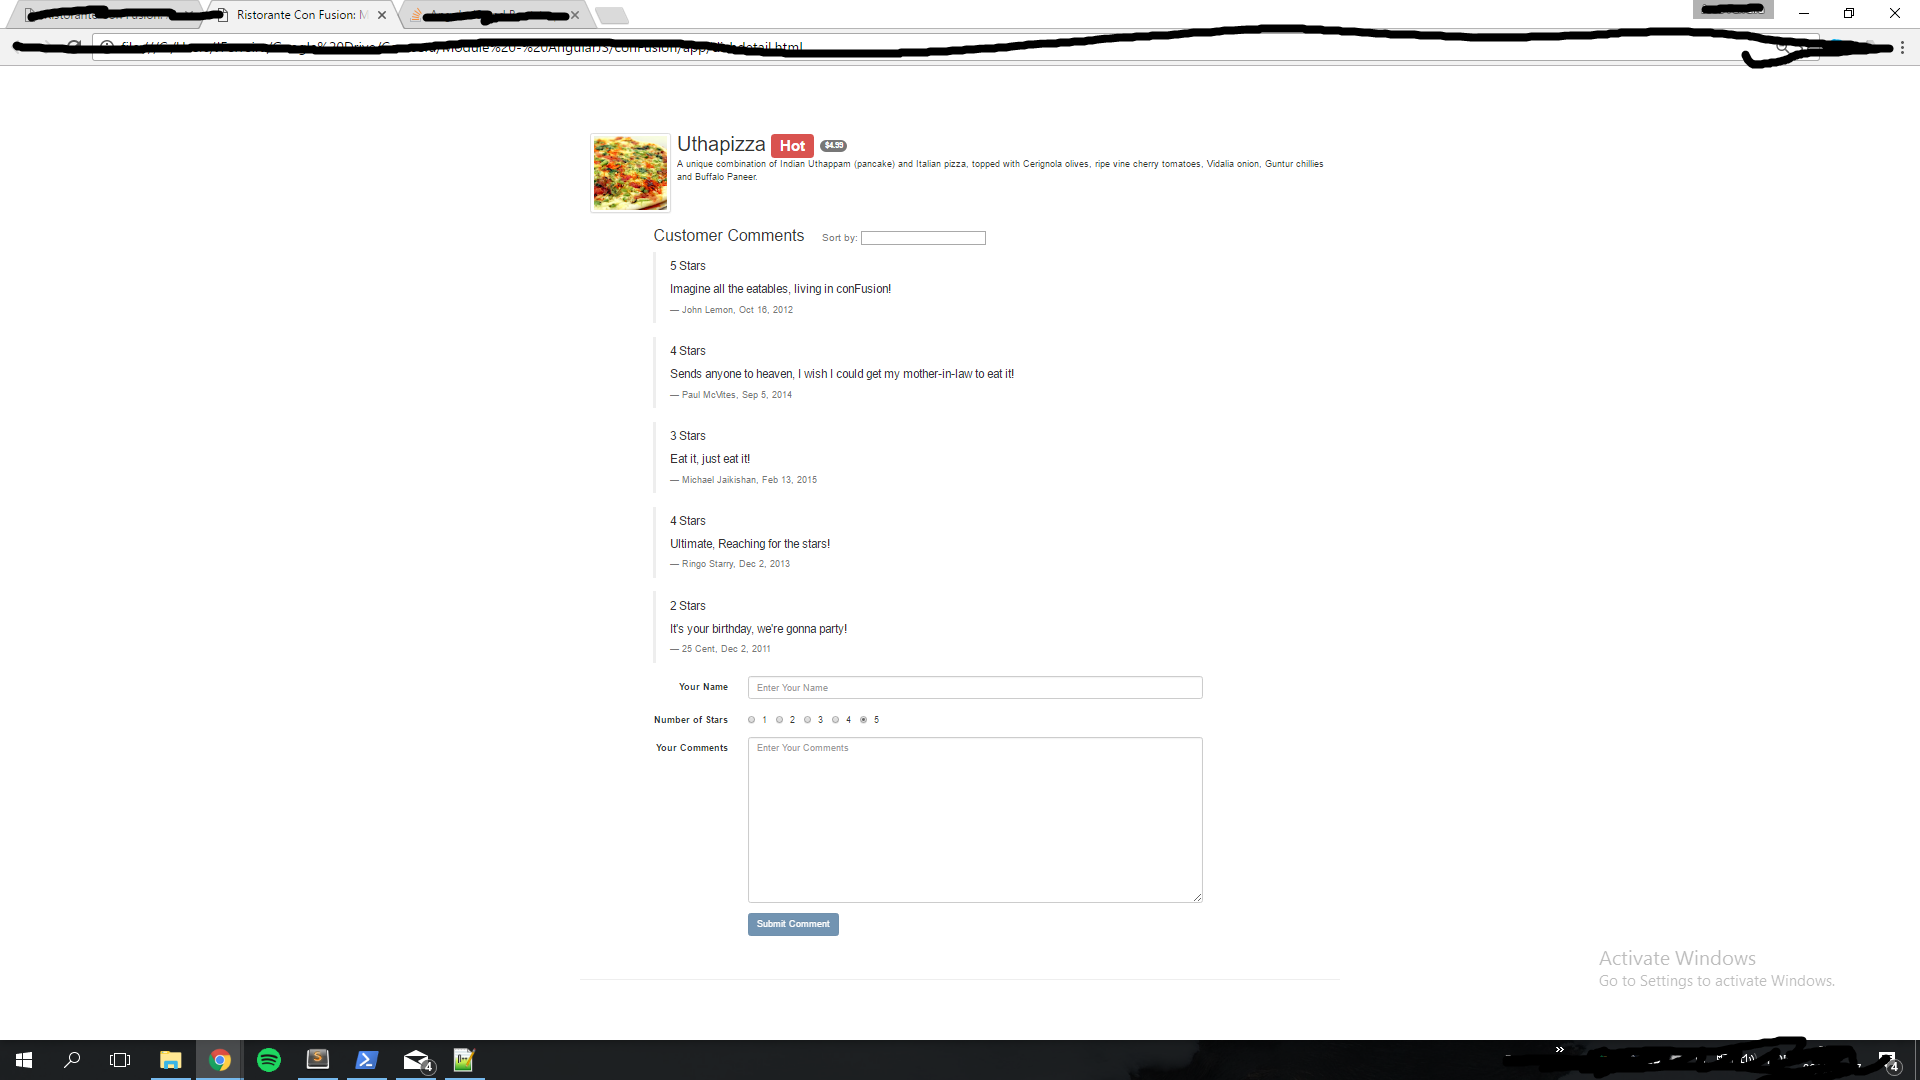 Ristorante Con Fusion: M
Uthapizza Hot $4.99
A unique combination of Indian Uthappam (pancake) and Italian pizza, topped with Cerignola olives, ripe vine cherry tomatoes, Vidalia onion, Guntur chillies
and Buffalo Paneer.
Customer Comments Sort by:
5 Stars
Imagine all the eatables, living in conFusion!
— John Lemon, Oct 16, 2012
4 Stars
Sends anyone to heaven, I wish I could get my mother-in-law to eat it!
— Paul McVites, Sep 5, 2014
3 Stars
Eat it, just eat it!
— Michael Jaikishan, Feb 13, 2015
4 Stars
Ultimate, Reaching for the stars!
— Ringo Starry, Dec 2, 2013
2 Stars
It's your birthday, we're gonna party!
— 25 Cent, Dec 2, 2011
Your Name Enter Your Name
Number of Stars 1 2 3 4 5
Your Comments Enter Your Comments
Submit Comment
Activate Windows
Go to Settings to activate Windows.
4 4